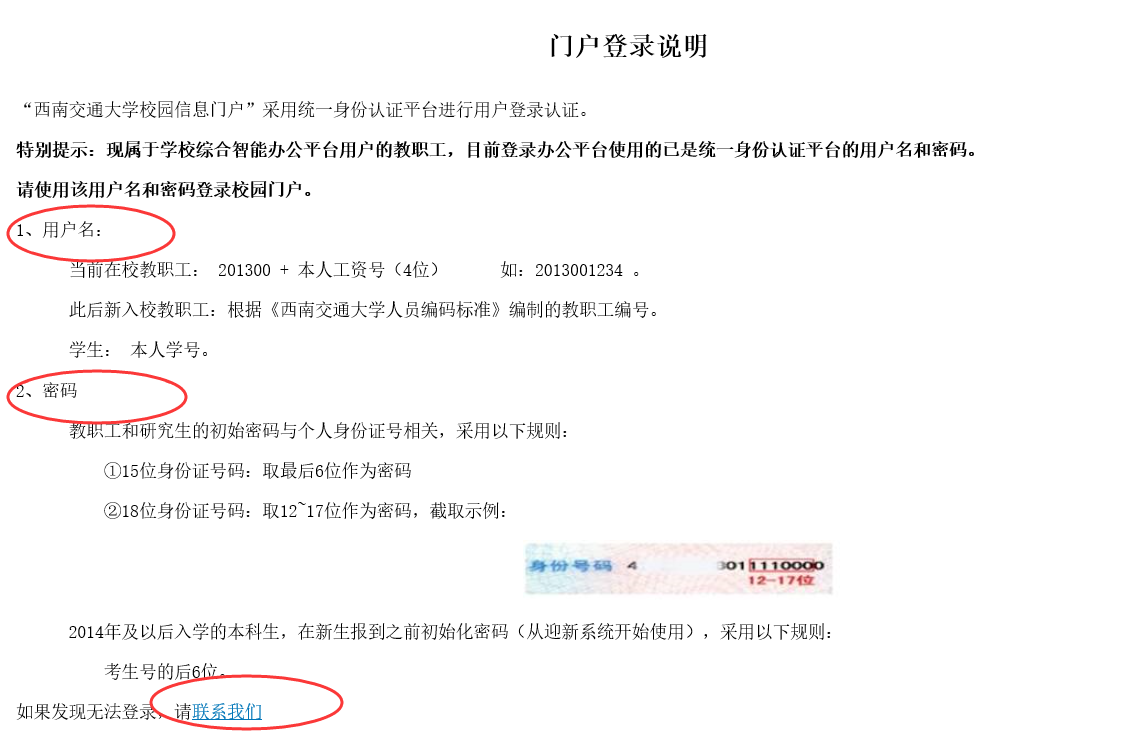 门户登录说明
“西南交通大学校园信息门户”采用统一身份认证平台进行用户登录认证。
特别提示：现属于学校综合智能办公平台用户的教职工，目前登录办公平台使用的已是统一身份认证平台的用户名和密码。
请使用该用户名和密码登录校园门户。
1、用户名：
当前在校教职工： 201300 + 本人工资号（4位） 如：2013001234 。
此后新入校教职工：根据《西南交通大学人员编码标准》编制的教职工编号。
学生： 本人学号。
2、密码
教职工和研究生的初始密码与个人身份证号相关，采用以下规则：
①15位身份证号码：取最后6位作为密码
②18位身份证号码：取12~17位作为密码，截取示例：
身份号码 4 3011110000
12-17位
2014年及以后入学的本科生，在新生报到之前初始化密码（从迎新系统开始使用），采用以下规则：
考生号的后6位。
如果发现无法登录，请联系我们